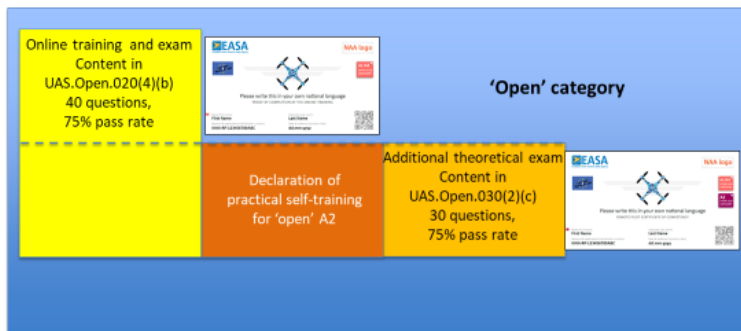 Online training and exam
Content in
UAS.Open.020(4)(b)
40 questions,
75% pass rate
EASA
NAA logo
Please write this in your own national language
First Name
Last Name
'Open' category
Declaration of
practical self-training
for 'open' A2
Additional theoretical exam
Content in
UAS.Open.030(2)(c)
30 questions,
75% pass rate
EASA
NAA logo
Please write this in your own national language
First Name
Last Name